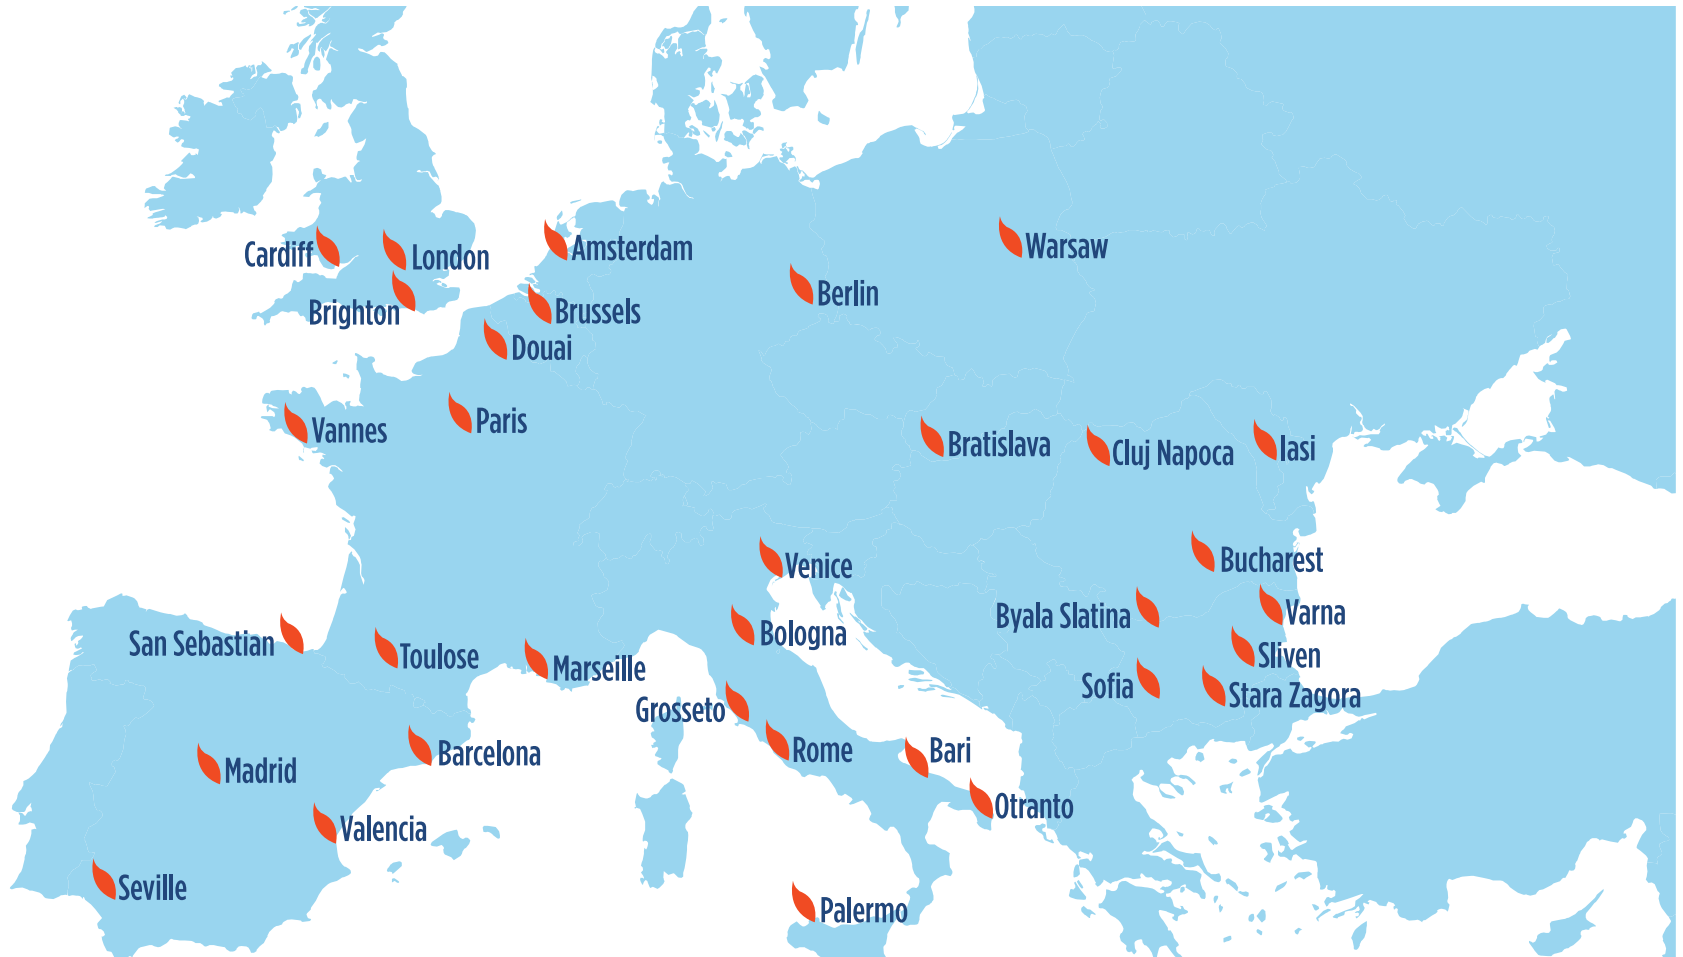 Cardiff
London
Amsterdam
Warsaw
Brighton
Brussels
Berlin
Douai
Vannes
Paris
Bratislava
Cluj Napoca
Iasi
Venice
Bucharest
Byala Slatina
Varna
San Sebastian
Toulose
Marseille
Bologna
Sliven
Sofia
Stara Zagora
Grosseto
Madrid
Barcelona
Rome
Bari
Otranto
Valencia
Seville
Palermo